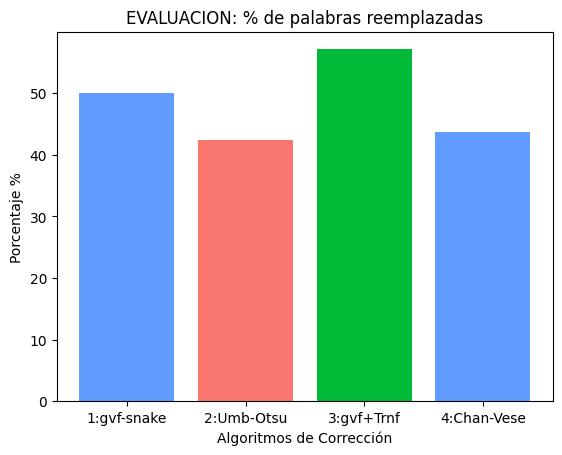 EVALUACION: % de palabras reemplazadas
Porcentaje %
50
40
30
20
10
0
1:gvf-snake 2:Umb-Otsu 3:gvf+Trnf 4:Chan-Vese
Algoritmos de Corrección